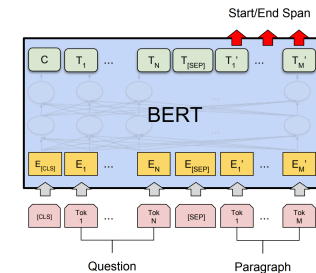 Start/End Span
C T1 ... TN T[SEP] T1' ... TM'
BERT
E[CLS] E1 ... EN E[SEP] E1' ... EM'
[CLS] Tok 1 ... Tok N [SEP] Tok 1 ... Tok M
Question Paragraph